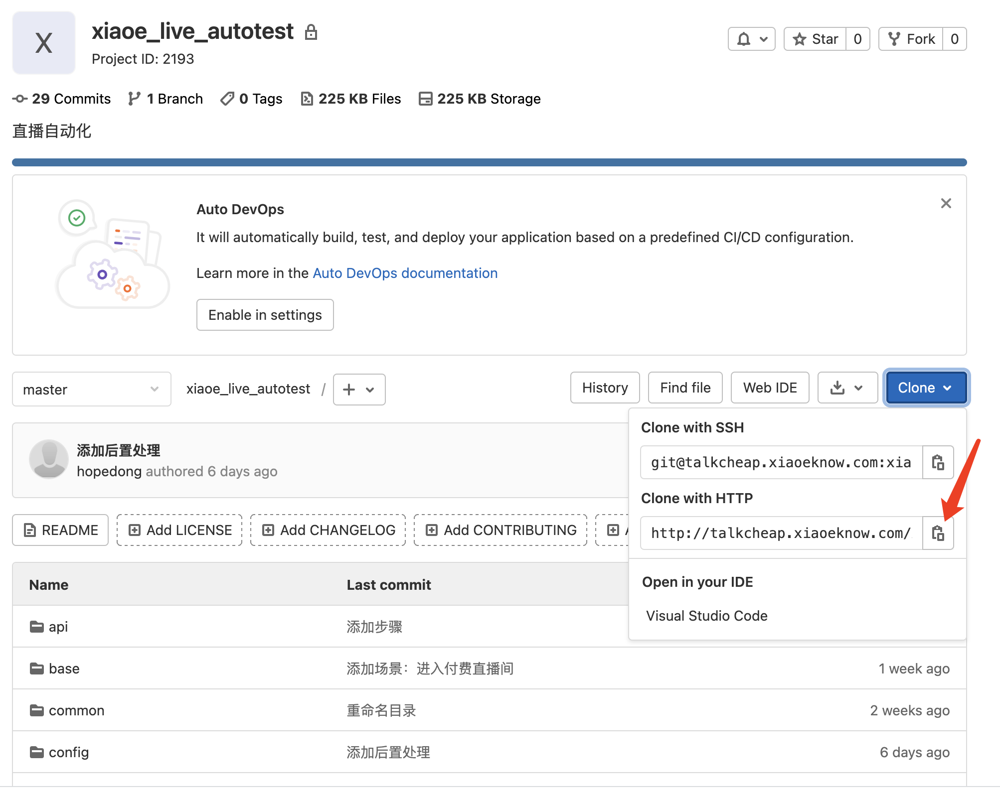 X
xiaoe_live_autotest
Project ID: 2193
Star 0
Fork 0
29 Commits 1 Branch 0 Tags 225 KB Files 225 KB Storage
直播自动化
Auto DevOps
It will automatically build, test, and deploy your application based on a predefined CI/CD configuration.
Learn more in the Auto DevOps documentation
Enable in settings
master
xiaoe_live_autotest /
History
Find file
Web IDE
Clone
添加后置处理
hopedong authored 6 days ago
Clone with SSH
git@talkcheap.xiaoeknow.com:xia
Clone with HTTP
http://talkcheap.xiaoeknow.com/
Open in your IDE
Visual Studio Code
README
Add LICENSE
Add CHANGELOG
Add CONTRIBUTING
Name Last commit
api 添加步骤
base 添加场景：进入付费直播间 1 week ago
common 重命名目录 2 weeks ago
config 添加后置处理 6 days ago